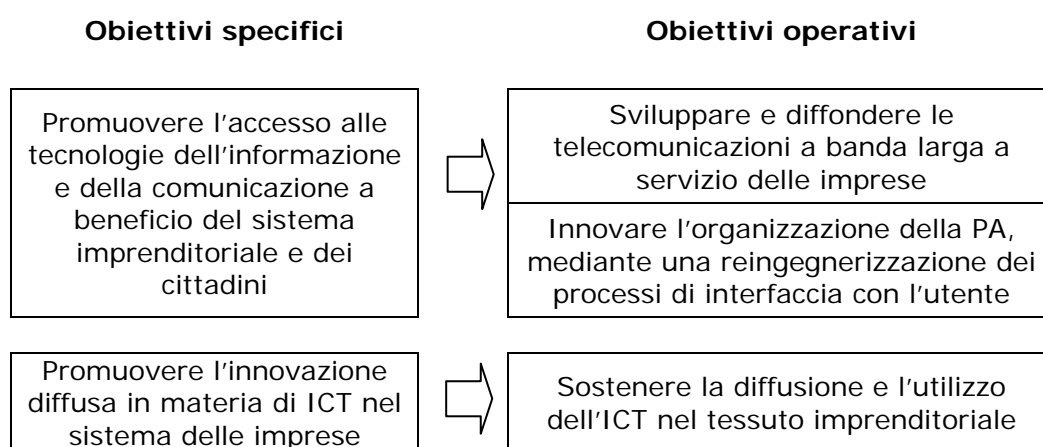 Obiettivi specifici
Obiettivi operativi
Promuovere l'accesso alle
tecnologie dell'informazione
e della comunicazione a
beneficio del sistema
imprenditoriale e dei
cittadini
Sviluppare e diffondere le
telecomunicazioni a banda larga a
servizio delle imprese
Innovare l'organizzazione della PA,
mediante una reingegnerizzazione dei
processi di interfaccia con l'utente
Promuovere l'innovazione
diffusa in materia di ICT nel
sistema delle imprese
Sostenere la diffusione e l'utilizzo
dell'ICT nel tessuto imprenditoriale